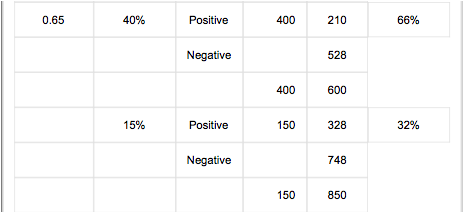 0.65 40% Positive 400 210 66%
Negative 528
400 600
15% Positive 150 328 32%
Negative 748
150 850